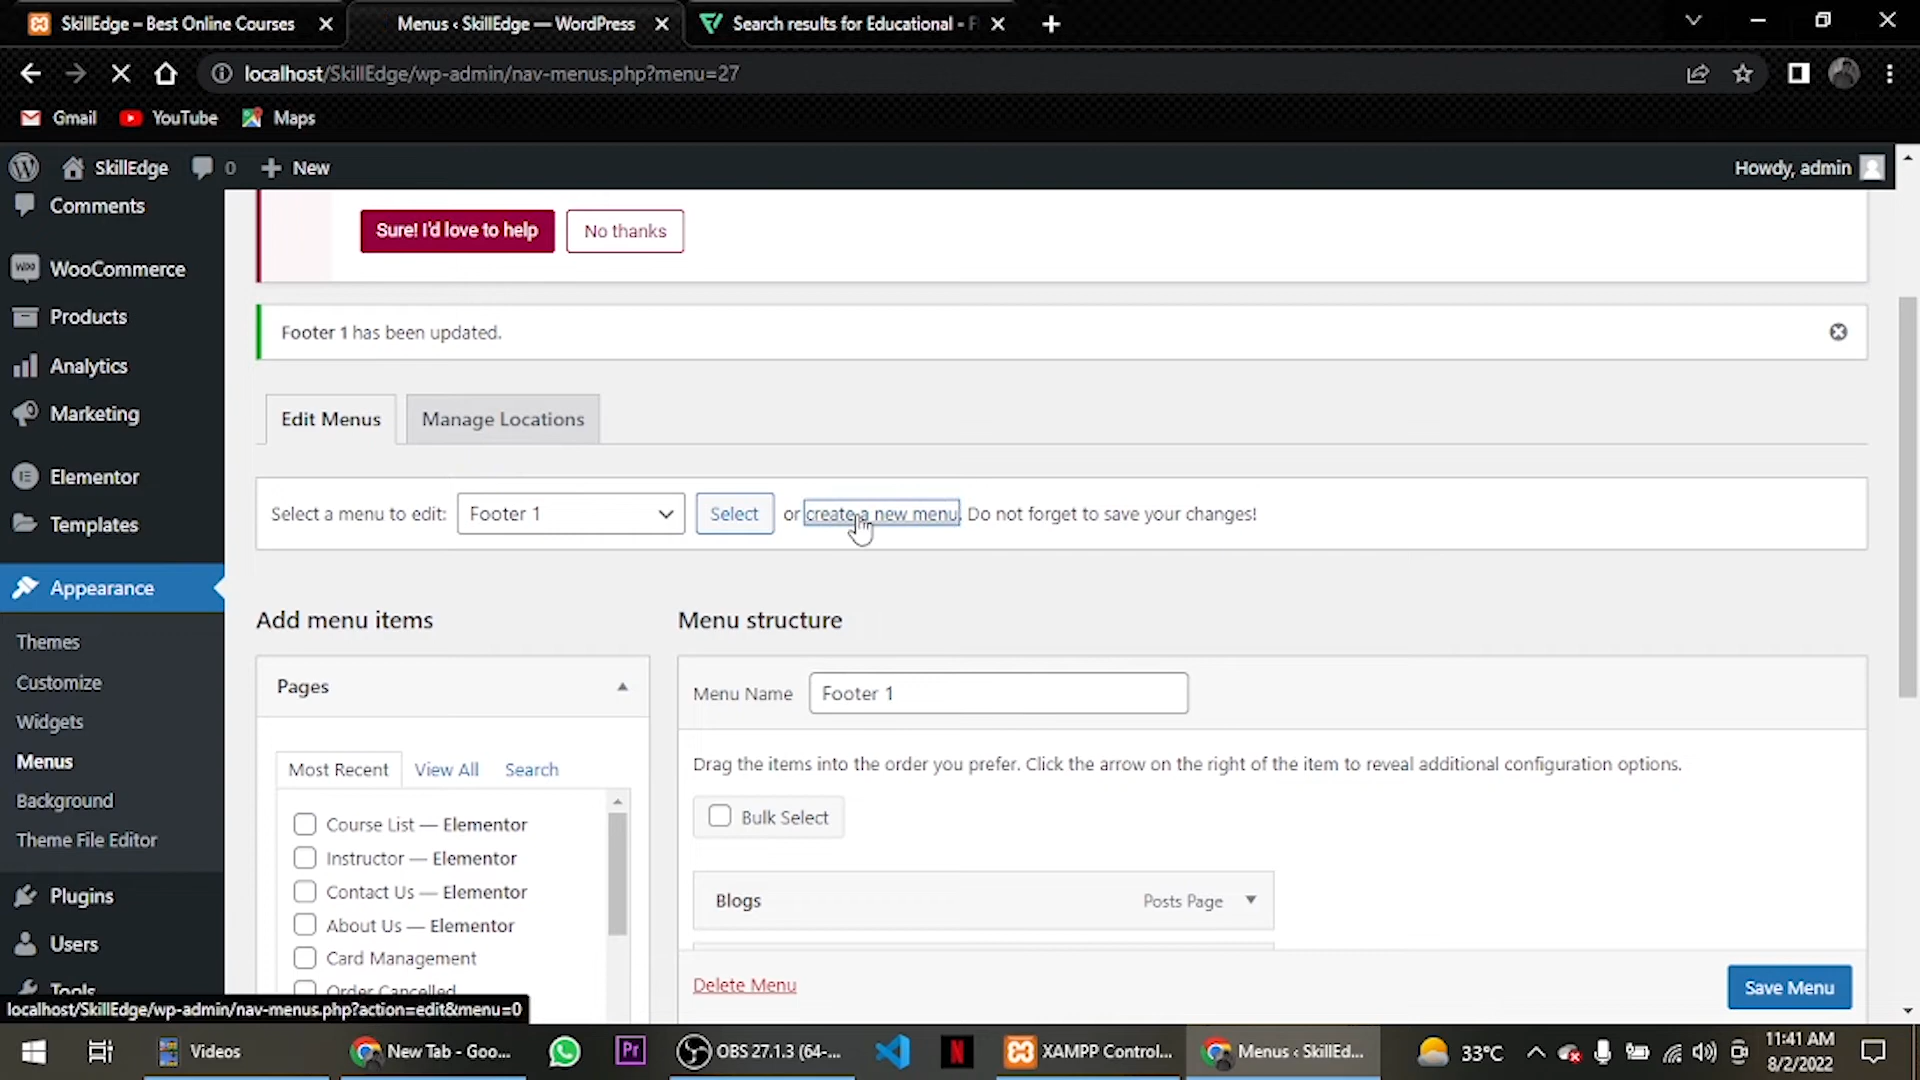 SkillEdge – Best Online Courses
Menus ‹ SkillEdge — WordPress
Search results for Educational - F
localhost/SkillEdge/wp-admin/nav-menus.php?menu=27
Gmail
YouTube
Maps
SkillEdge
0
New
Howdy, admin
Comments
WooCommerce
Products
Analytics
Marketing
Elementor
Templates
Appearance
Themes
Customize
Widgets
Menus
Background
Theme File Editor
Plugins
Users
Tools
Sure! I'd love to help
No thanks
Footer 1 has been updated.
Edit Menus
Manage Locations
Select a menu to edit: Footer 1 Select or create a new menu. Do not forget to save your changes!
Add menu items
Pages
Most Recent View All Search
Course List — Elementor
Instructor — Elementor
Contact Us — Elementor
About Us — Elementor
Card Management
Order Cancelled
Menu structure
Menu Name Footer 1
Drag the items into the order you prefer. Click the arrow on the right of the item to reveal additional configuration options.
Bulk Select
Blogs Posts Page
Delete Menu
Save Menu
localhost/SkillEdge/wp-admin/nav-menus.php?action=edit&menu=0
Videos
New Tab - Goo...
Pr
OBS 27.1.3 (64-...
XAMPP Control...
Menus ‹ SkillEd...
33°C
11:41 AM
8/2/2022